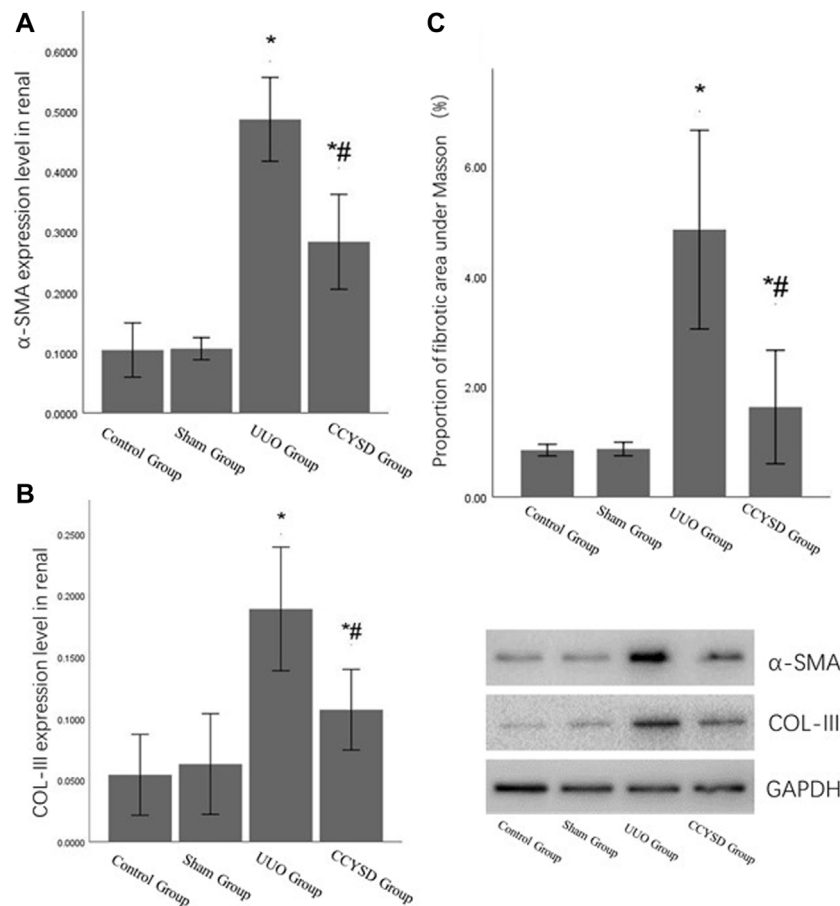 A
α-SMA expression level in renal
0.6000
0.5000
0.4000
0.3000
0.2000
0.1000
0.0000
*
*#
Control Group
Sham Group
UUO Group
CCYSD Group
B
COL-III expression level in renal
0.2500
0.2000
0.1500
0.1000
0.0500
0.0000
*
*#
Control Group
Sham Group
UUO Group
CCYSD Group
C
Proportion of fibrotic area under Masson (%)
6.00
4.00
2.00
0.00
*
*#
Control Group
Sham Group
UUO Group
CCYSD Group
α-SMA
COL-III
GAPDH
Control Group
Sham Group
UUO Group
CCYSD Group